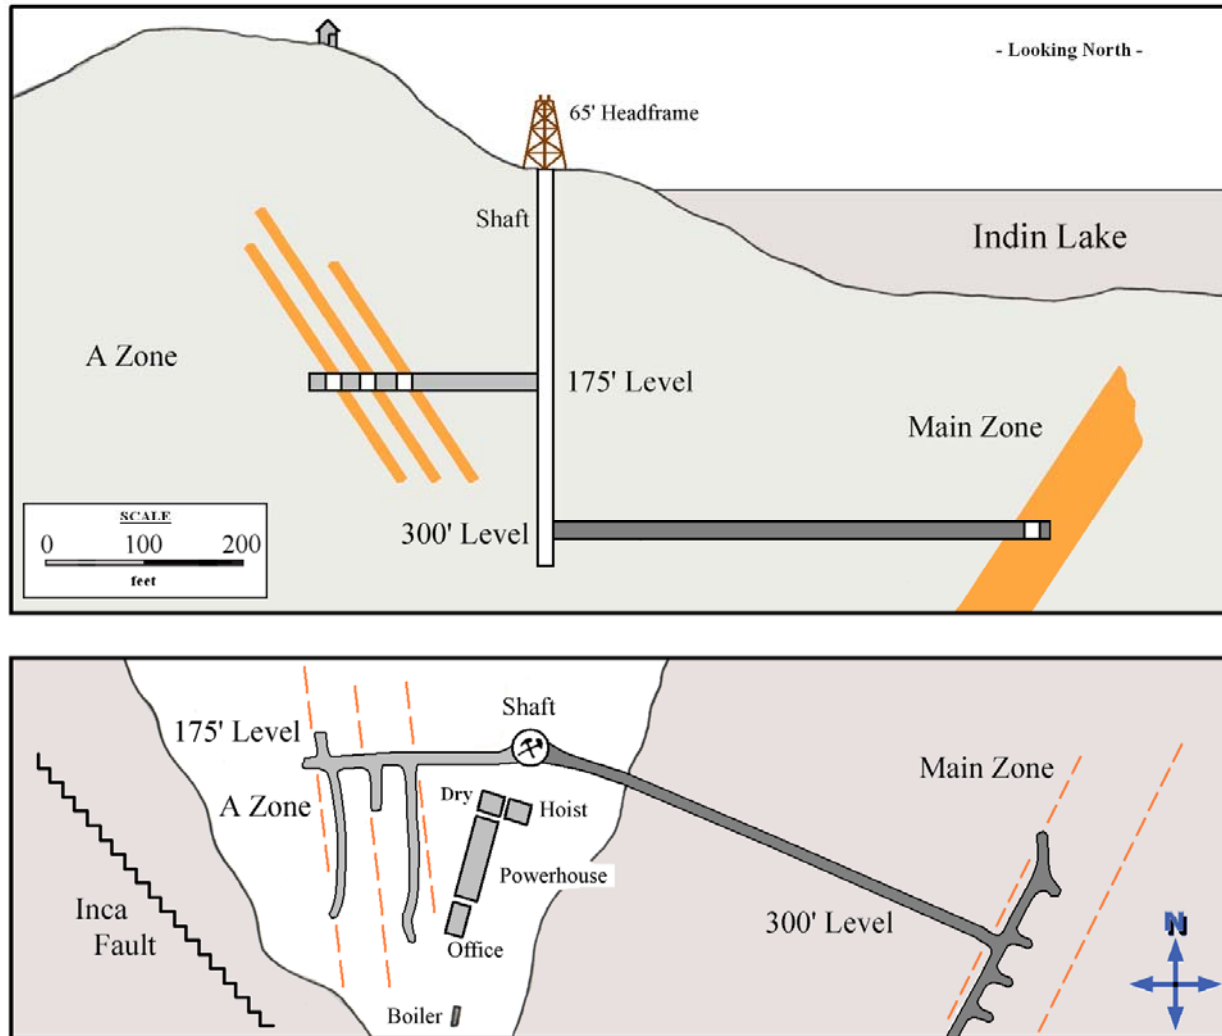 - Looking North -
65' Headframe
Shaft
Indin Lake
A Zone
175' Level
Main Zone
300' Level
SCALE
0 100 200
feet
Shaft
175' Level
Main Zone
A Zone
Dry
Hoist
Powerhouse
Inca
Fault
300' Level
N
Office
Boiler